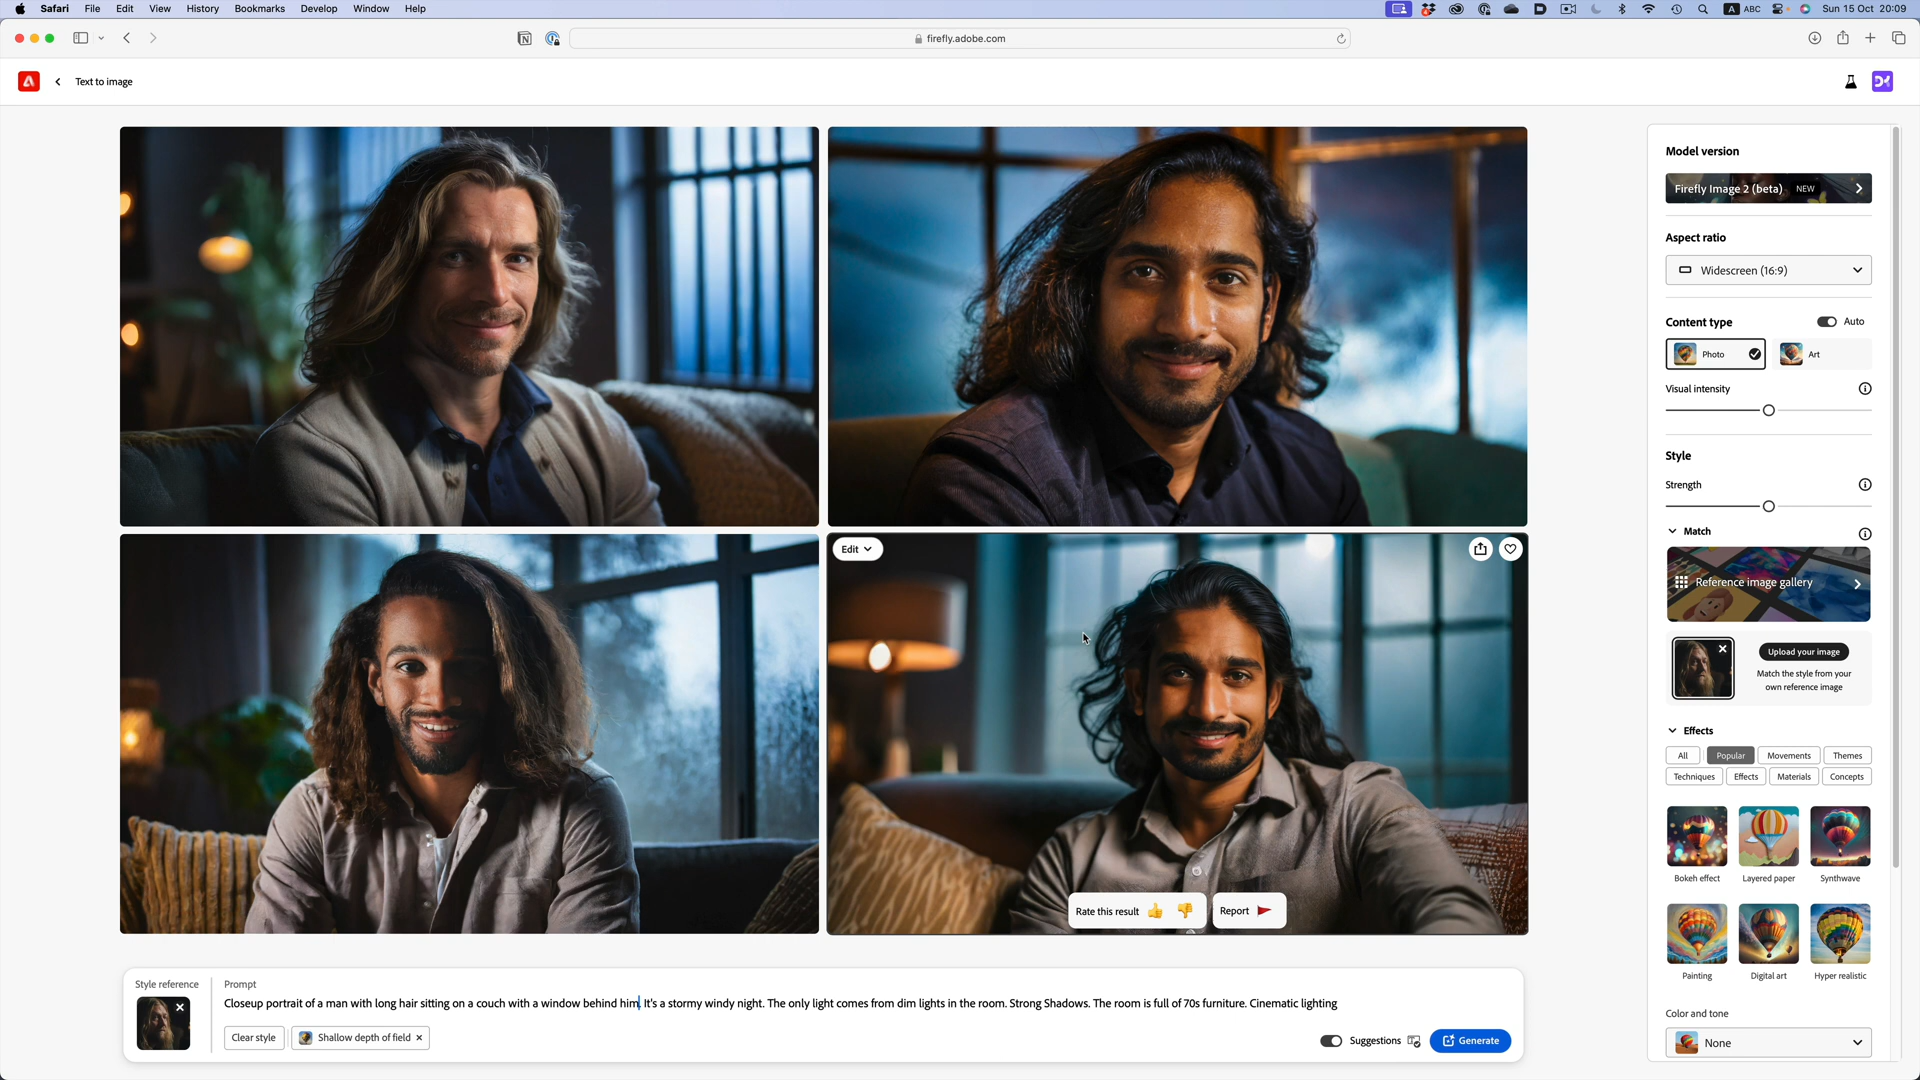 Safari File Edit View History Bookmarks Develop Window Help
A ABC Sun 15 Oct 20:09
firefly.adobe.com
Text to image
Model version
Firefly Image 2 (beta) NEW
Aspect ratio
Widescreen (16:9)
Content type Auto
Photo Art
Visual intensity
Style
Strength
Match
Reference image gallery
Upload your image
Match the style from your
own reference image
Effects
All Popular Movements Themes
Techniques Effects Materials Concepts
Bokeh effect Layered paper Synthwave
Painting Digital art Hyper realistic
Color and tone
None
Edit
Rate this result Report
Style reference Prompt
Closeup portrait of a man with long hair sitting on a couch with a window behind him. It's a stormy windy night. The only light comes from dim lights in the room. Strong Shadows. The room is full of 70s furniture. Cinematic lighting
Clear style Shallow depth of field
Suggestions Generate